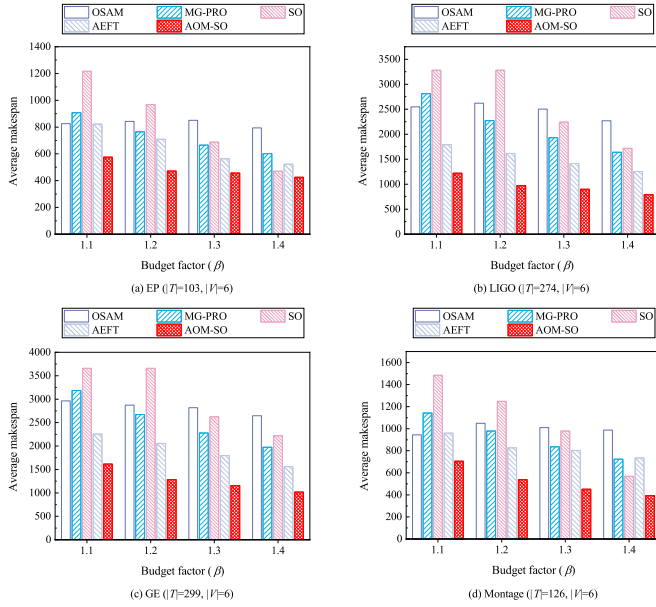 OSAM MG-PRO SO
AEFT AOM-SO
1400
1200
1000
800
600
400
200
0
Average makespan
1.1 1.2 1.3 1.4
Budget factor ( β)
(a) EP (|T|=103, |V|=6)
OSAM MG-PRO SO
AEFT AOM-SO
3500
3000
2500
2000
1500
1000
500
0
Average makespan
1.1 1.2 1.3 1.4
Budget factor ( β)
(b) LIGO (|T|=274, |V|=6)
OSAM MG-PRO SO
AEFT AOM-SO
4000
3500
3000
2500
2000
1500
1000
500
0
Average makespan
1.1 1.2 1.3 1.4
Budget factor ( β)
(c) GE (|T|=299, |V|=6)
OSAM MG-PRO SO
AEFT AOM-SO
1600
1400
1200
1000
800
600
400
200
0
Average makespan
1.1 1.2 1.3 1.4
Budget factor ( β)
(d) Montage (|T|=126, |V|=6)